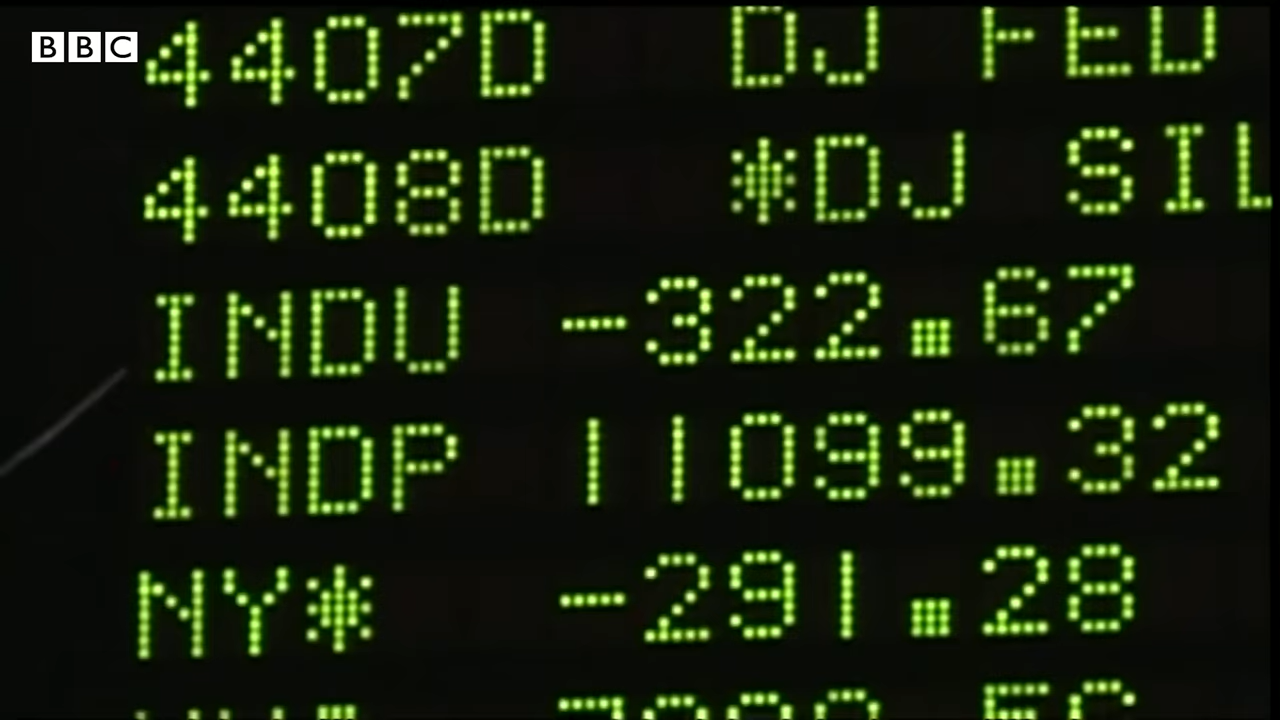 BBC
4407D DJ FED
4408D *DJ SIL
INDU -322.67
INDP 11099.32
NY* -291.28